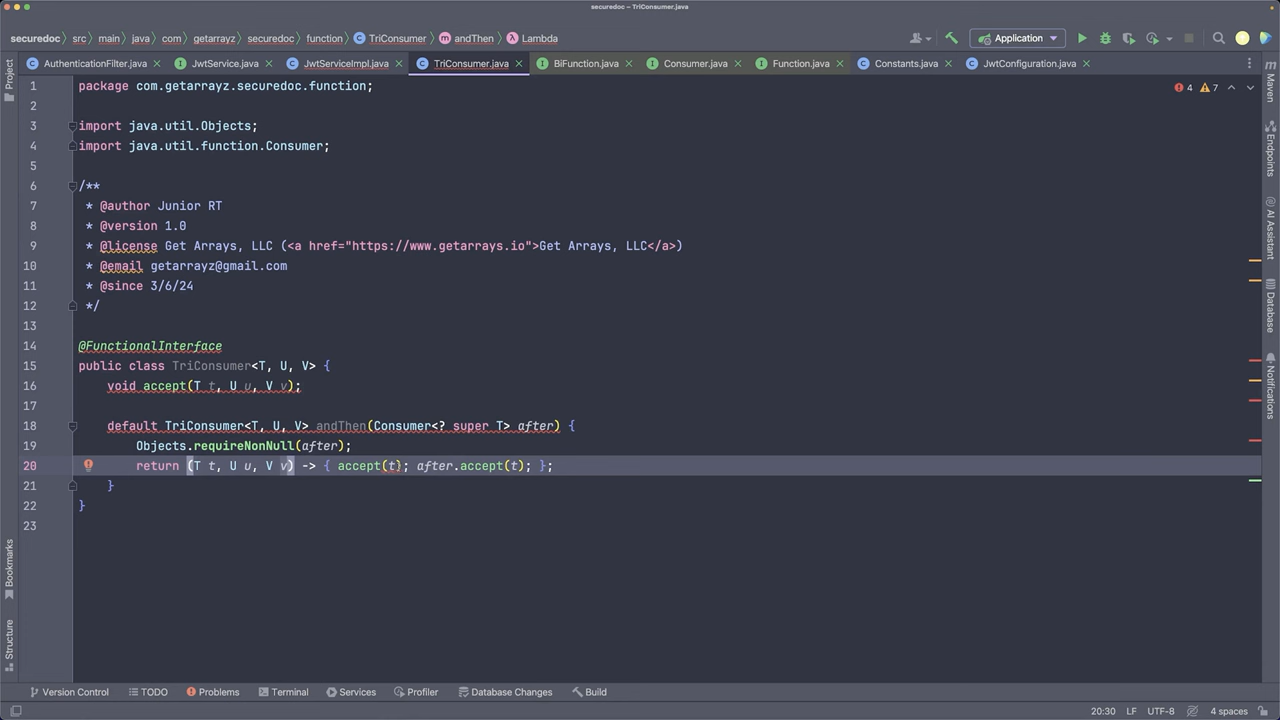 securedoc – TriConsumer.java
securedoc src main java com getarrayz securedoc function TriConsumer andThen Lambda Application
AuthenticationFilter.java JwtService.java JwtServiceImpl.java TriConsumer.java BiFunction.java Consumer.java Function.java Constants.java JwtConfiguration.java
Project
Maven
Endpoints
AI Assistant
Database
Notifications
Bookmarks
Structure
4 7
1 package com.getarrayz.securedoc.function;
2
3 import java.util.Objects;
4 import java.util.function.Consumer;
5
6 /**
7 * @author Junior RT
8 * @version 1.0
9 * @license Get Arrays, LLC (<a href="https://www.getarrays.io">Get Arrays, LLC</a>)
10 * @email getarrayz@gmail.com
11 * @since 3/6/24
12 */
13
14 @FunctionalInterface
15 public class TriConsumer<T, U, V> {
16 void accept(T t, U u, V v);
17
18 default TriConsumer<T, U, V> andThen(Consumer<? super T> after) {
19 Objects.requireNonNull(after);
20 return (T t, U u, V v) -> { accept(t); after.accept(t); };
21 }
22 }
23
Version Control TODO Problems Terminal Services Profiler Database Changes Build
20:30 LF UTF-8 4 spaces